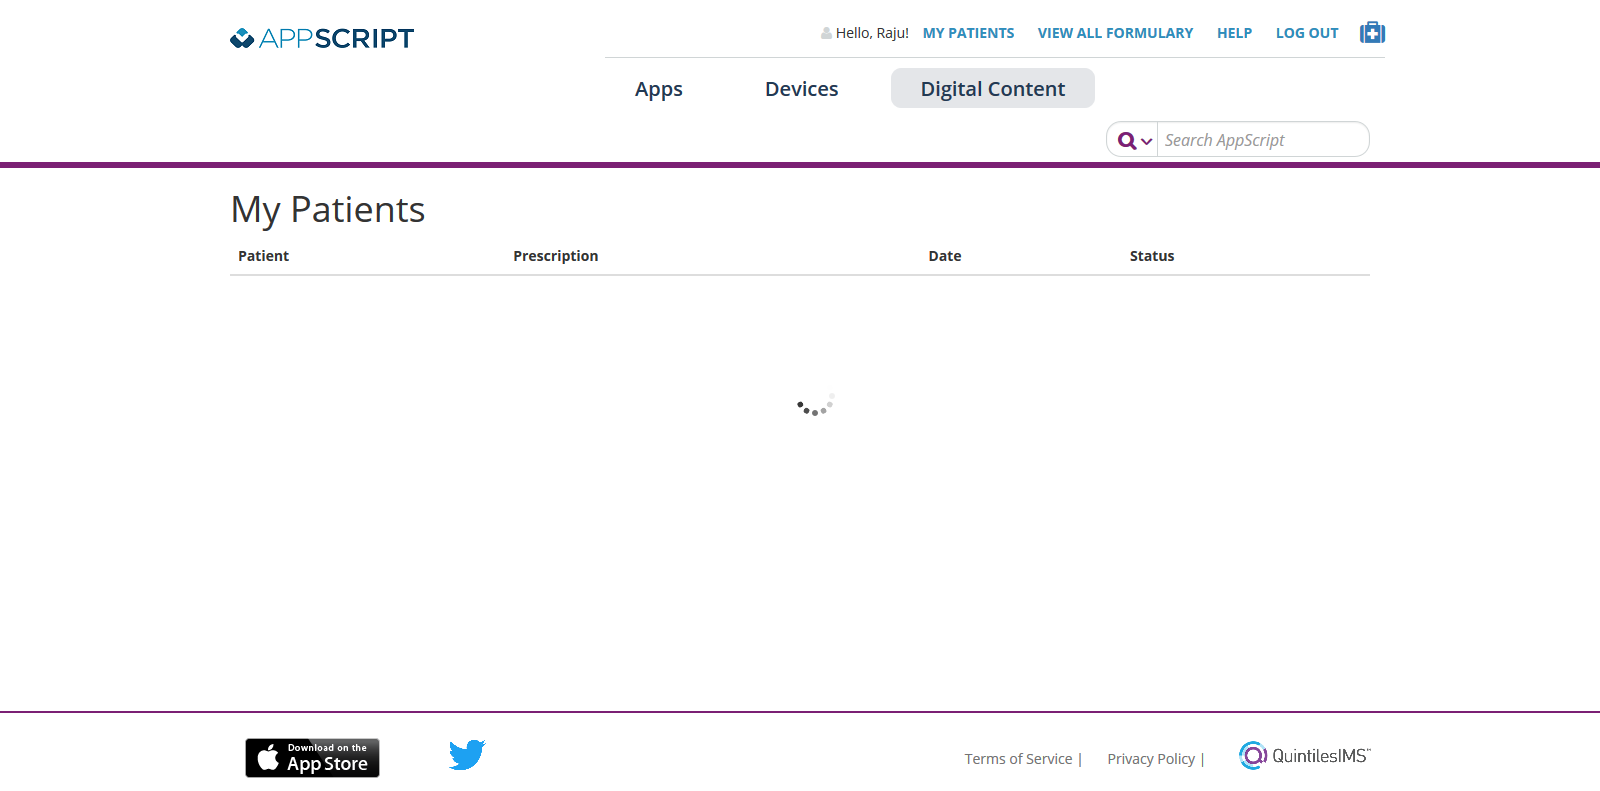 APPSCRIPT
Hello, Raju! MY PATIENTS VIEW ALL FORMULARY HELP LOG OUT
Apps Devices Digital Content
Search AppScript
My Patients
Patient Prescription Date Status
Download on the
App Store
Terms of Service | Privacy Policy | QuintilesIMS™